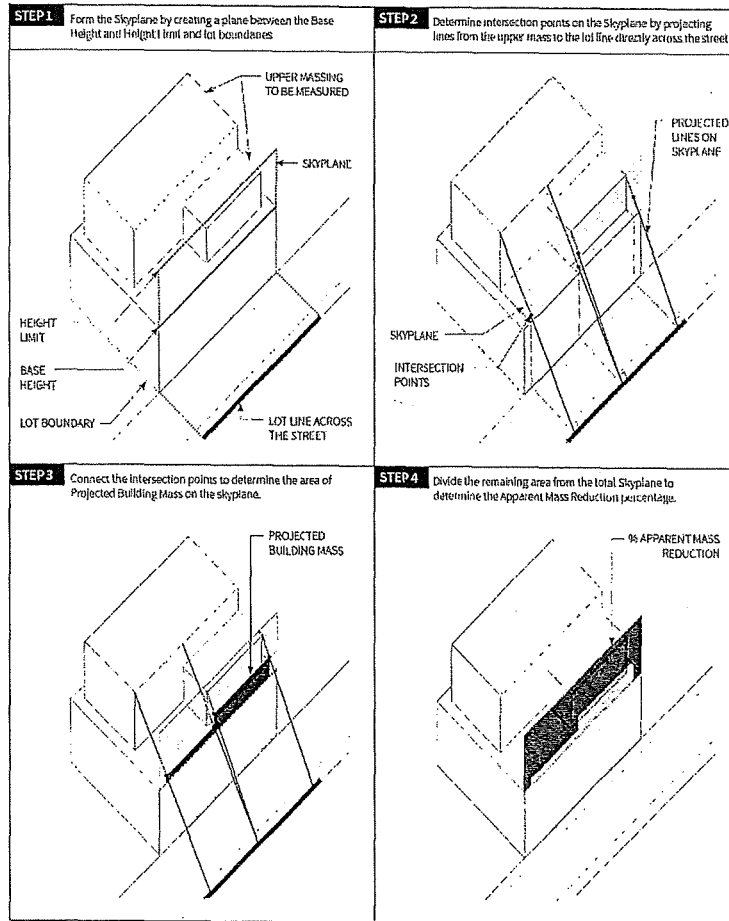 STEP 1 Form the Skyplane by creating a plane between the Base
Height and Height Limit and lot boundaries
UPPER MASSING
TO BE MEASURED
SKYPLANE
HEIGHT
LIMIT
BASE
HEIGHT
LOT BOUNDARY
LOT LINE ACROSS
THE STREET
STEP 2 Determine intersection points on the Skyplane by projecting
lines from the upper mass to the lot line directly across the street
PROJECTED
LINES ON
SKYPLANE
SKYPLANE
INTERSECTION
POINTS
STEP 3 Connect the intersection points to determine the area of
Projected Building Mass on the skyplane.
PROJECTED
BUILDING MASS
STEP 4 Divide the remaining area from the total Skyplane to
determine the Apparent Mass Reduction percentage.
% APPARENT MASS
REDUCTION